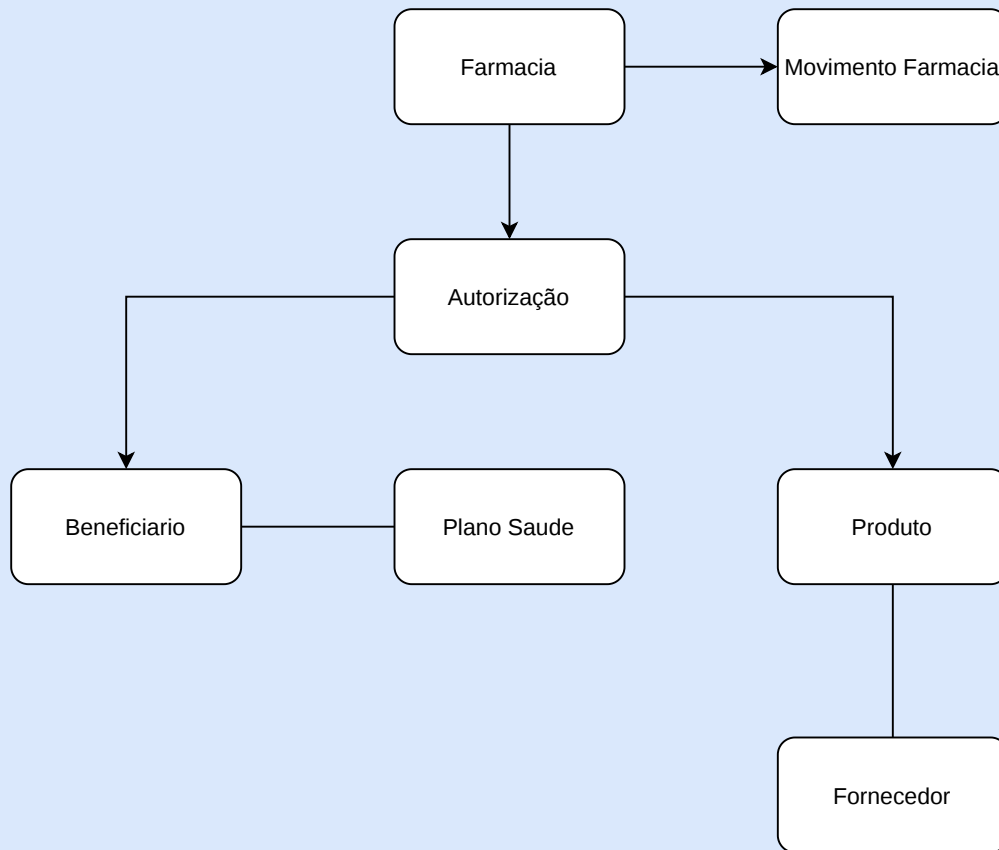 Farmacia
Movimento Farmacia
Autorização
Beneficiario
Plano Saude
Produto
Fornecedor